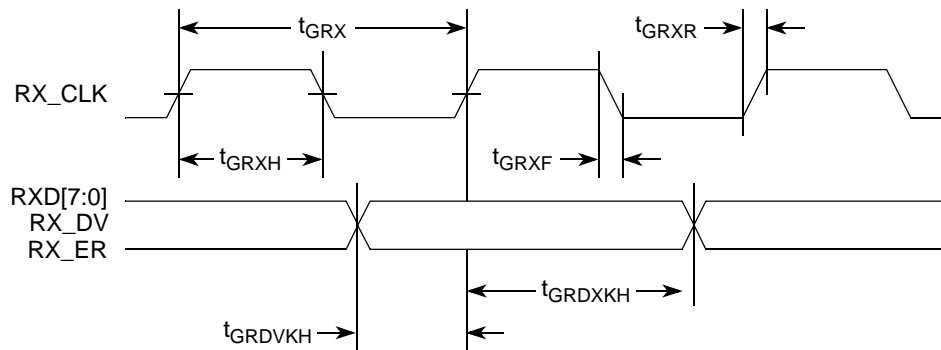 tGRX
tGRXR
RX_CLK
tGRXH
tGRXF
RXD[7:0]
RX_DV
RX_ER
tGRDXKH
tGRDVKH